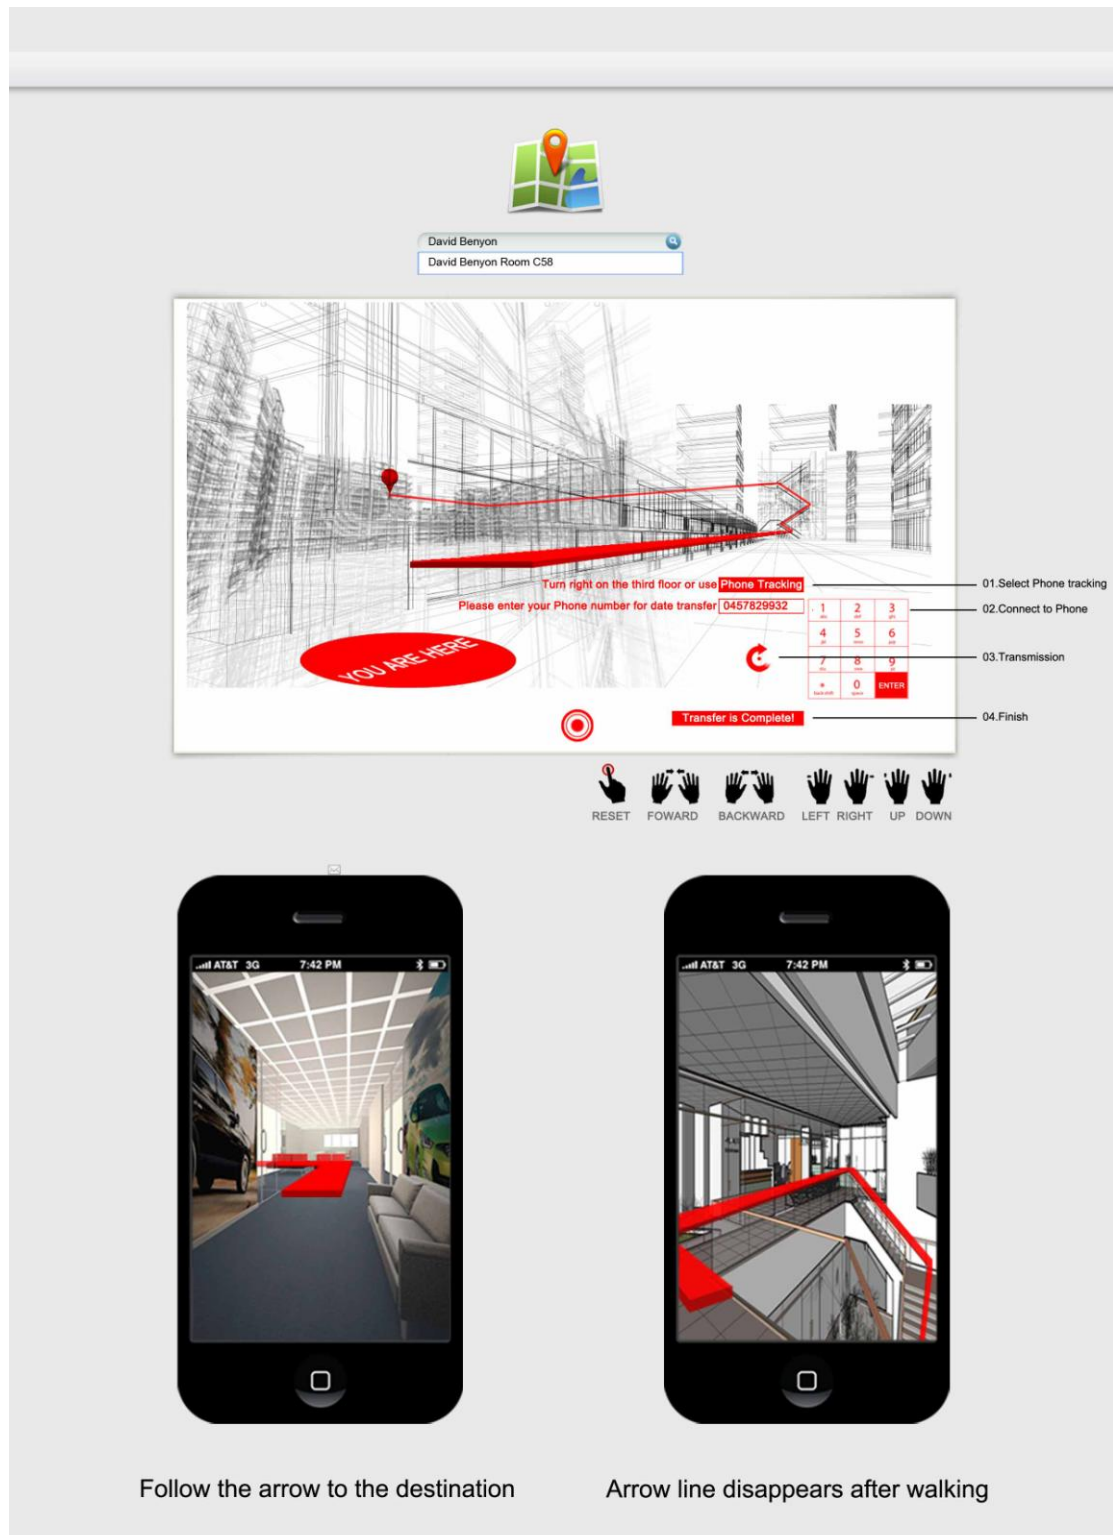 David Benyon
David Benyon Room C58
Turn right on the third floor or use Phone Tracking
01.Select Phone tracking
Please enter your Phone number for date transfer 0457829932
02.Connect to Phone
1 2 3
abc def
4 5 6
7 8 9
+ 0 ENTER
space
YOU ARE HERE
03.Transmission
Transfer is Complete!
04.Finish
RESET FOWARD BACKWARD LEFT RIGHT UP DOWN
AT&T 3G 7:42 PM
AT&T 3G 7:42 PM
Follow the arrow to the destination
Arrow line disappears after walking